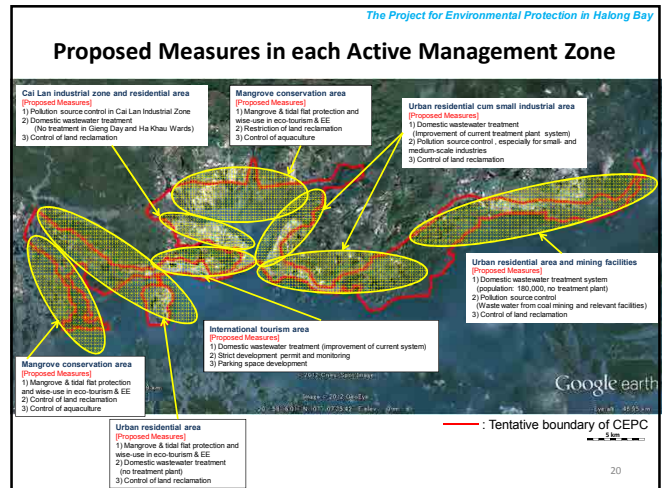 The Project for Environmental Protection in Halong Bay
Proposed Measures in each Active Management Zone
Cai Lan industrial zone and residential area
[Proposed Measures]
1) Pollution source control in Cai Lan Industrial Zone
2) Domestic wastewater treatment
(No treatment in Gieng Day and Ha Khau Wards)
3) Control of land reclamation
Mangrove conservation area
[Proposed Measures]
1) Mangrove & tidal flat protection and
wise-use in eco-tourism & EE
2) Restriction of land reclamation
3) Control of aquaculture
Urban residential cum small industrial area
[Proposed Measures]
1) Domestic wastewater treatment
(Improvement of current treatment plant system)
2) Pollution source control , especially for small- and
medium-scale industries
3) Control of land reclamation
Urban residential area and mining facilities
[Proposed Measures]
1) Domestic wastewater treatment system
(population: 180,000, no treatment plant)
2) Pollution source control
(Waste water from coal mining and relevant facilities)
3) Control of land reclamation
International tourism area
[Proposed Measures]
1) Domestic wastewater treatment (improvement of current system)
2) Strict development permit and monitoring
3) Parking space development
Mangrove conservation area
[Proposed Measures]
1) Mangrove & tidal flat protection
and wise-use in eco-tourism & EE
2) Control of land reclamation
3) Control of aquaculture
Urban residential area
[Proposed Measures]
1) Mangrove & tidal flat protection and
wise-use in eco-tourism & EE
2) Domestic wastewater treatment
(no treatment plant)
3) Control of land reclamation
Image © 2012 GeoEye
Google earth
: Tentative boundary of CEPC
5 km
20